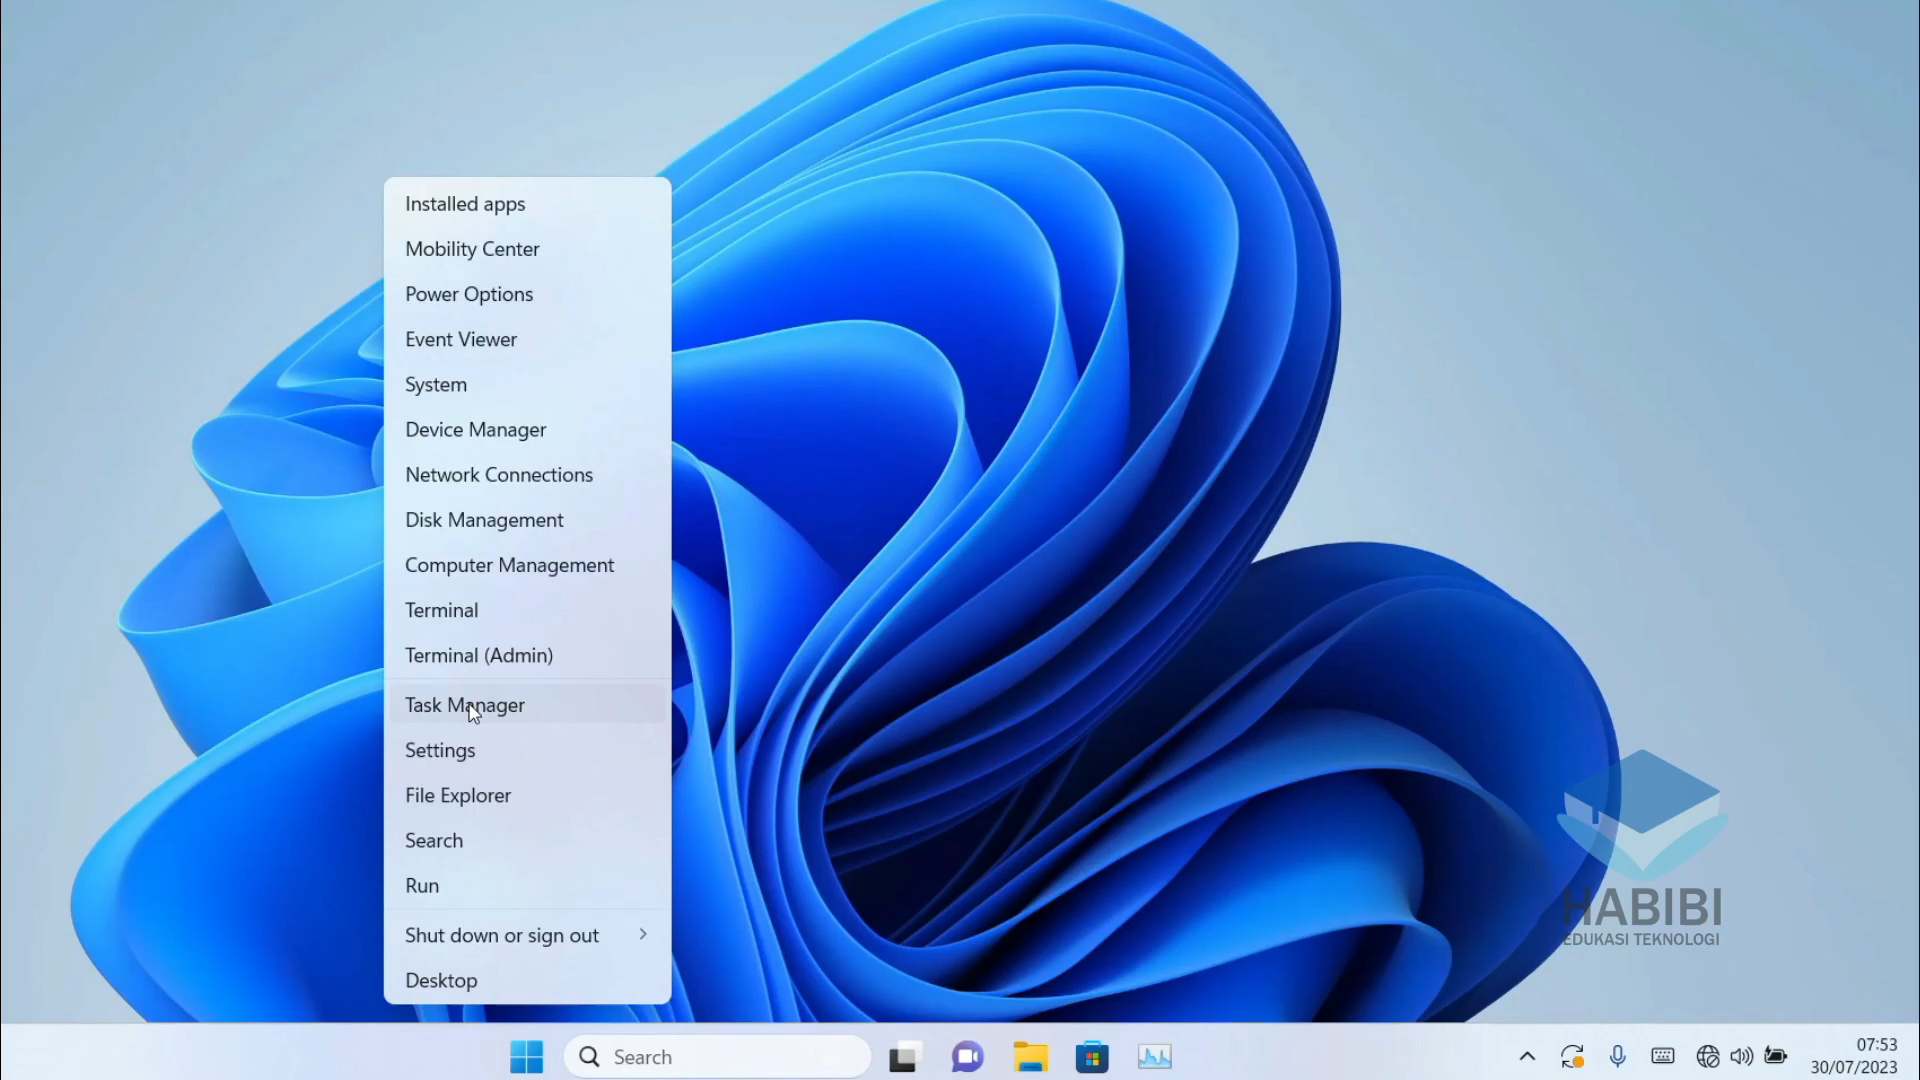 Installed apps
Mobility Center
Power Options
Event Viewer
System
Device Manager
Network Connections
Disk Management
Computer Management
Terminal
Terminal (Admin)
Task Manager
Settings
File Explorer
Search
Run
Shut down or sign out
Desktop
HABIBI
EDUKASI TEKNOLOGI
Search
07:53
30/07/2023